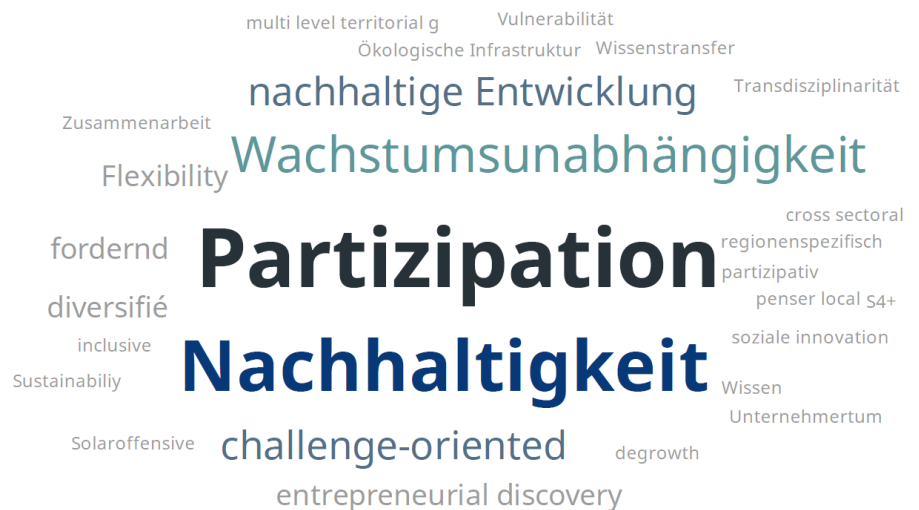 multi level territorial g
Vulnerabilität
Ökologische Infrastruktur
Wissenstransfer
nachhaltige Entwicklung
Transdisziplinarität
Zusammenarbeit
Wachstumsunabhängigkeit
Flexibility
cross sectoral
regionenspezifisch
fordernd
Partizipation
partizipativ
penser local
S4+
diversifié
soziale innovation
inclusive
Nachhaltigkeit
Sustainabiliy
Wissen
Unternehmertum
Solaroffensive
challenge-oriented
degrowth
entrepreneurial discovery